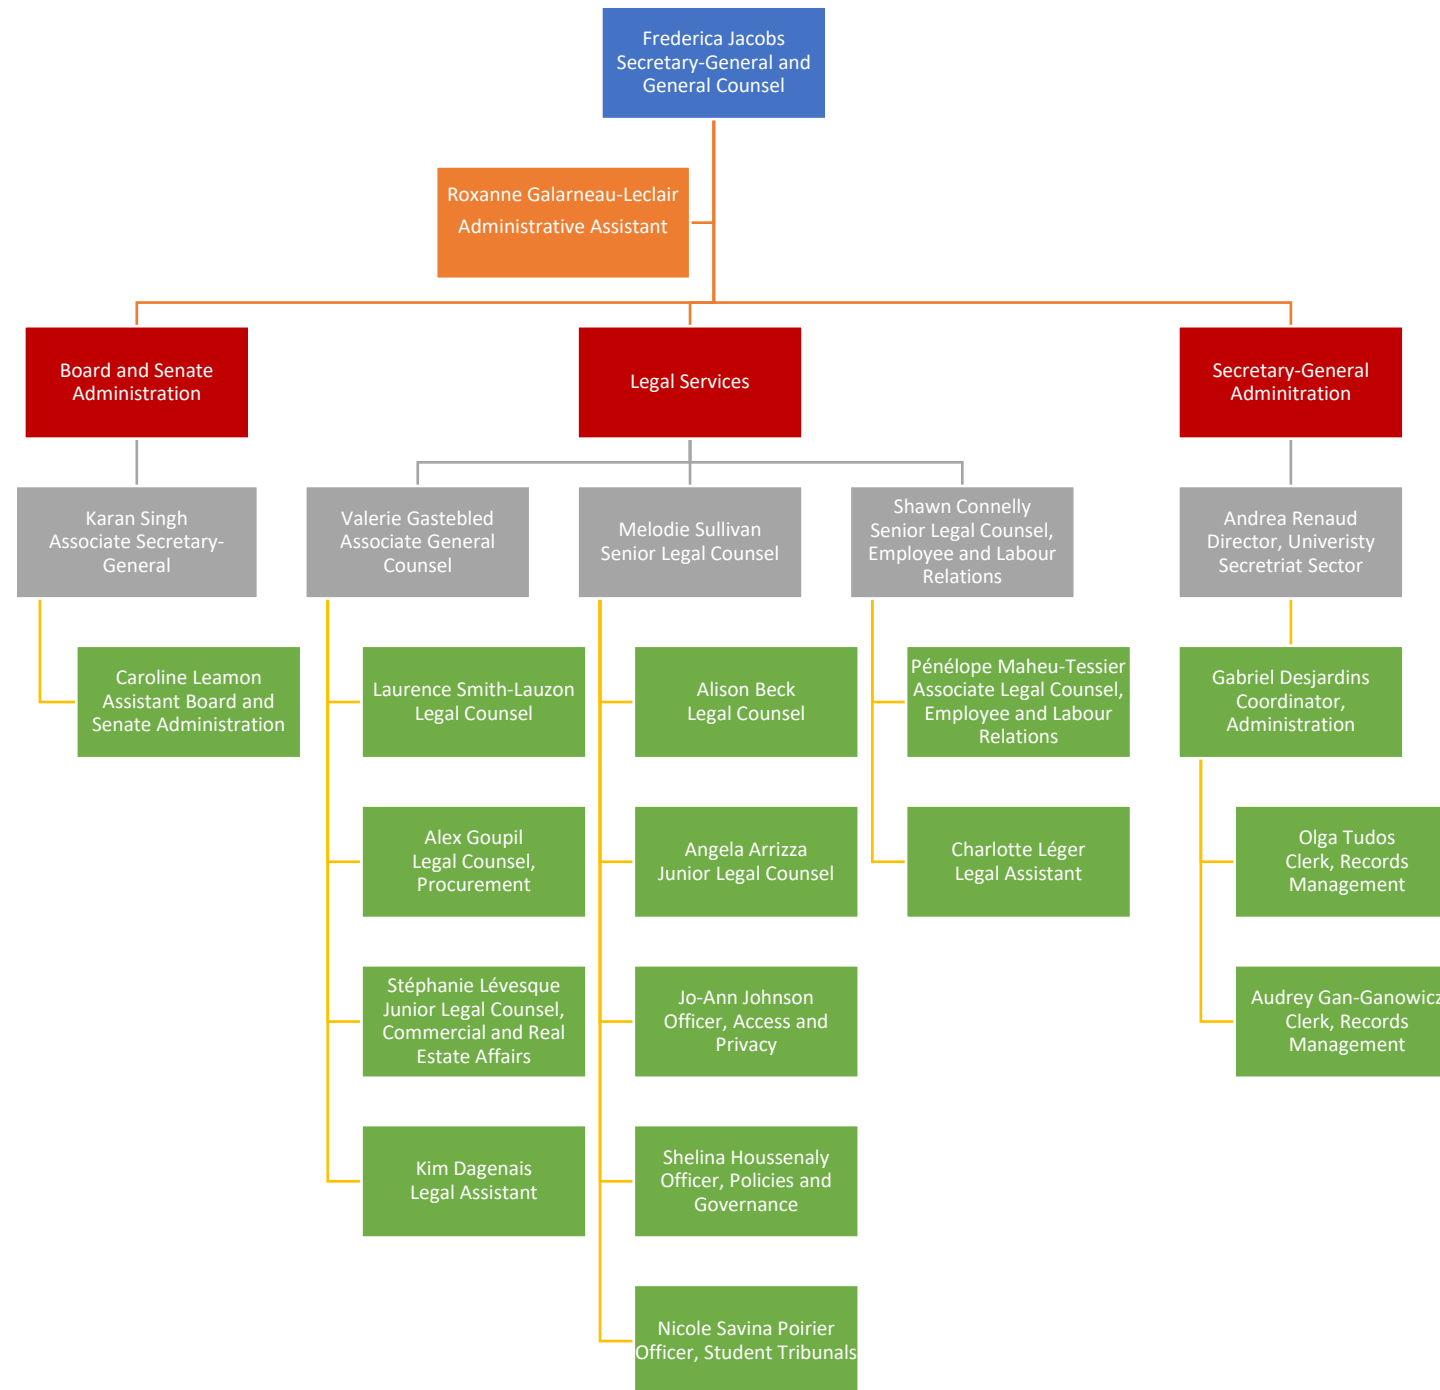 Frederica Jacobs
Secretary-General and
General Counsel
Roxanne Galarneau-Leclair
Administrative Assistant
Board and Senate
Administration
Legal Services
Secretary-General
Adminitration
Karan Singh
Associate Secretary-
General
Valerie Gastebled
Associate General
Counsel
Melodie Sullivan
Senior Legal Counsel
Shawn Connelly
Senior Legal Counsel,
Employee and Labour
Relations
Andrea Renaud
Director, Univeristy
Secretriat Sector
Caroline Leamon
Assistant Board and
Senate Administration
Laurence Smith-Lauzon
Legal Counsel
Alison Beck
Legal Counsel
Pénélope Maheu-Tessier
Associate Legal Counsel,
Employee and Labour
Relations
Gabriel Desjardins
Coordinator,
Administration
Alex Goupil
Legal Counsel,
Procurement
Angela Arrizza
Junior Legal Counsel
Charlotte Léger
Legal Assistant
Olga Tudos
Clerk, Records
Management
Stéphanie Lévesque
Junior Legal Counsel,
Commercial and Real
Estate Affairs
Jo-Ann Johnson
Officer, Access and
Privacy
Audrey Gan-Ganowicz
Clerk, Records
Management
Kim Dagenais
Legal Assistant
Shelina Houssenaly
Officer, Policies and
Governance
Nicole Savina Poirier
Officer, Student Tribunals